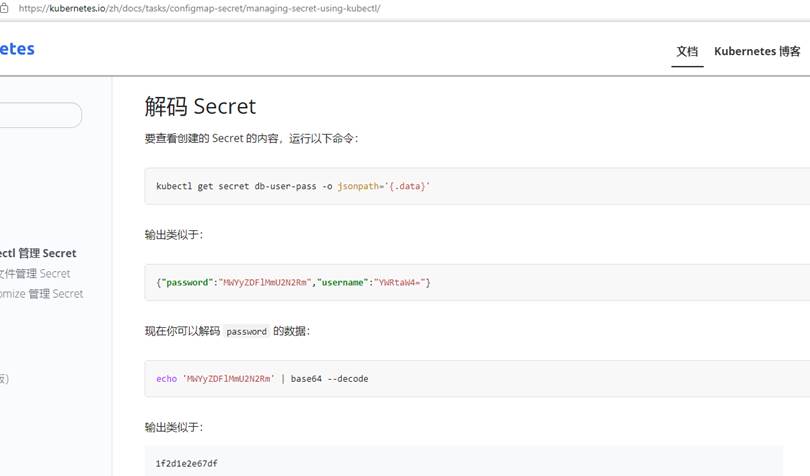 https://kubernetes.io/zh/docs/tasks/configmap-secret/managing-secret-using-kubectl/
etes
文档
Kubernetes 博客
ectl 管理 Secret
文件管理 Secret
omize 管理 Secret
版)
解码 Secret
要查看创建的 Secret 的内容，运行以下命令：
kubectl get secret db-user-pass -o jsonpath='{.data}'
输出类似于：
{"password":"MWYyZDFlMmU2N2Rm","username":"YWRtaW4="}
现在你可以解码 password 的数据：
echo 'MWYyZDFlMmU2N2Rm' | base64 --decode
输出类似于：
1f2d1e2e67df